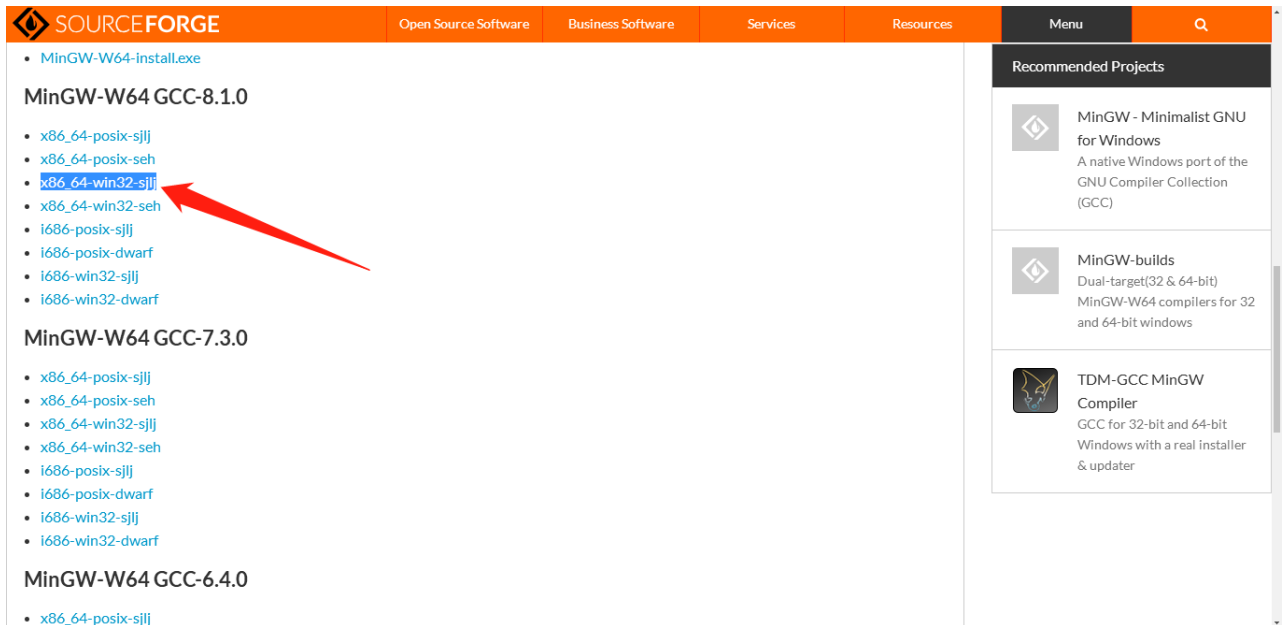 SOURCEFORGE
Open Source Software
Business Software
Services
Resources
Menu
MinGW-W64-install.exe
MinGW-W64 GCC-8.1.0
x86_64-posix-sjlj
x86_64-posix-seh
x86_64-win32-sjlj
x86_64-win32-seh
i686-posix-sjlj
i686-posix-dwarf
i686-win32-sjlj
i686-win32-dwarf
MinGW-W64 GCC-7.3.0
x86_64-posix-sjlj
x86_64-posix-seh
x86_64-win32-sjlj
x86_64-win32-seh
i686-posix-sjlj
i686-posix-dwarf
i686-win32-sjlj
i686-win32-dwarf
MinGW-W64 GCC-6.4.0
x86_64-posix-sjlj
Recommended Projects
MinGW - Minimalist GNU
for Windows
A native Windows port of the
GNU Compiler Collection
(GCC)
MinGW-builds
Dual-target(32 & 64-bit)
MinGW-W64 compilers for 32
and 64-bit windows
TDM-GCC MinGW
Compiler
GCC for 32-bit and 64-bit
Windows with a real installer
& updater